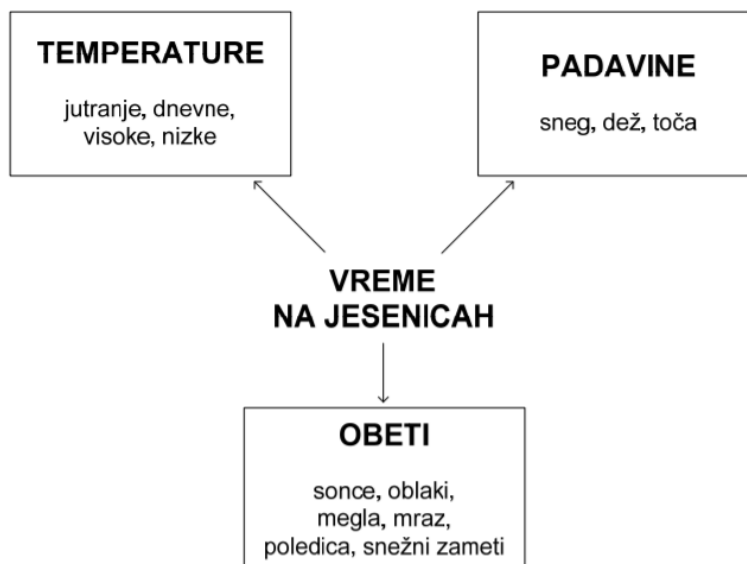 TEMPERATURE
jutranje, dnevne,
visoke, nizke
PADAVINE
sneg, dež, toča
VREME
NA JESENICAH
OBETI
sonce, oblaki,
megla, mraz,
poledica, snežni zameti